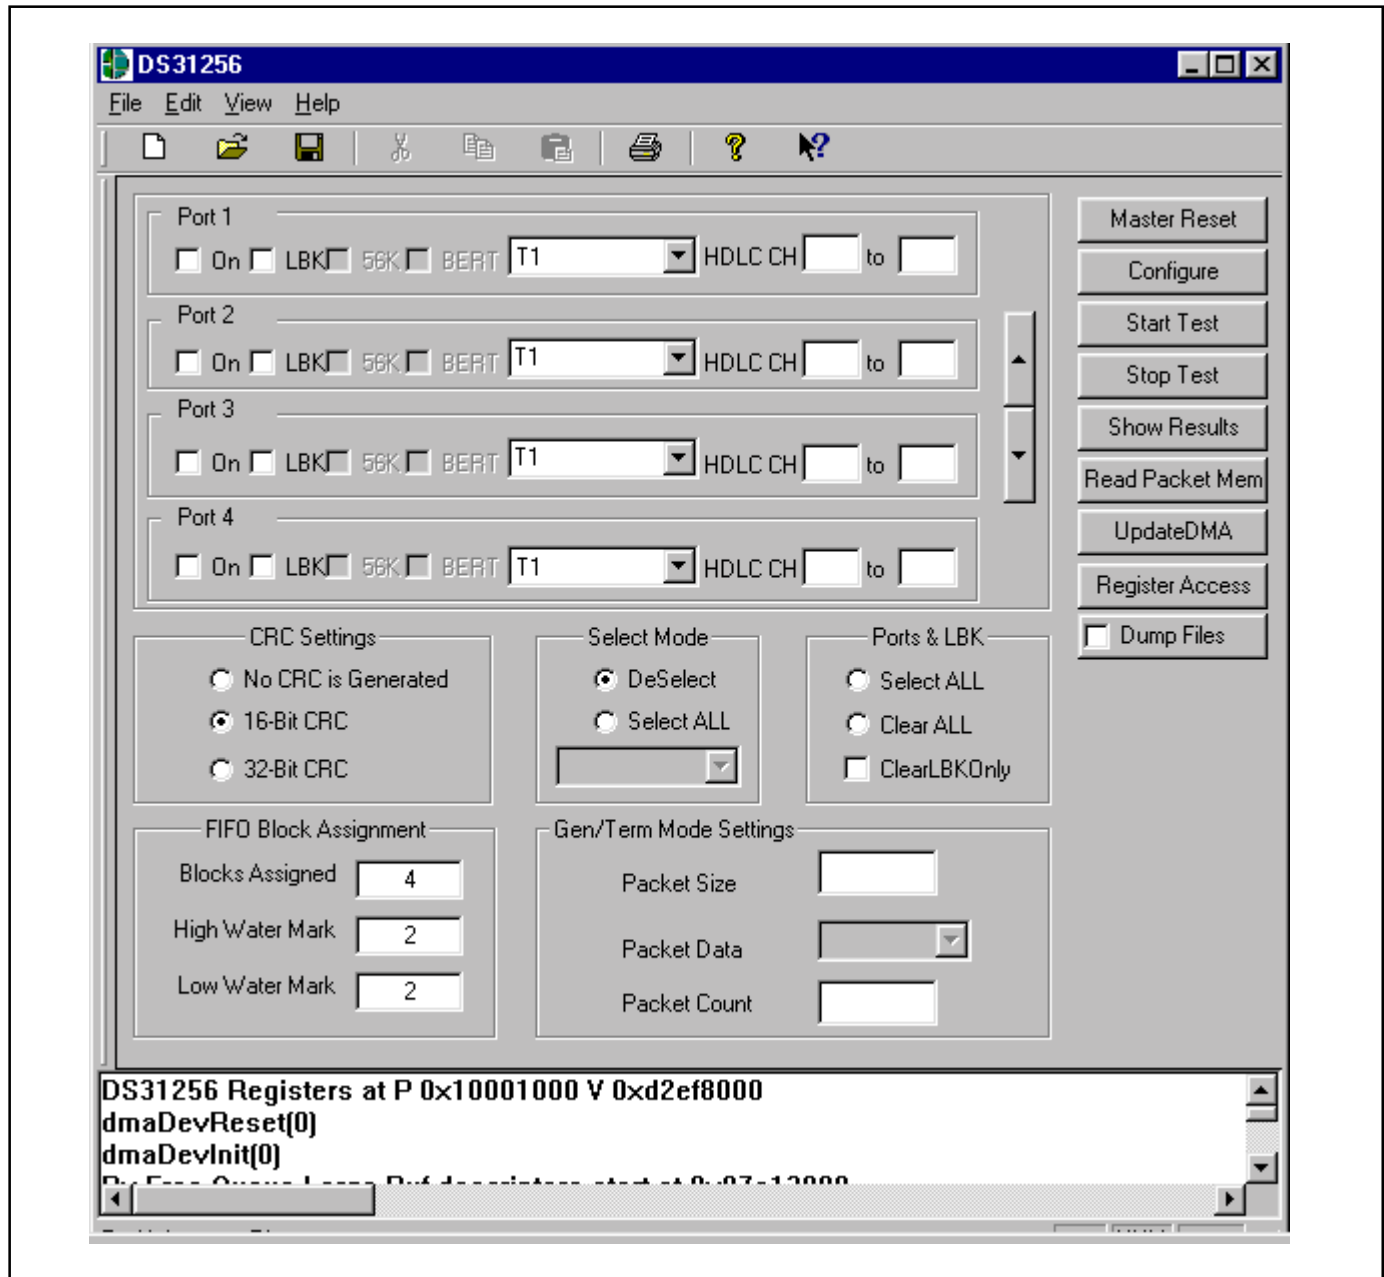 DS31256
File Edit View Help
Port 1
On LBK 56K BERT T1 HDLC CH to
Port 2
On LBK 56K BERT T1 HDLC CH to
Port 3
On LBK 56K BERT T1 HDLC CH to
Port 4
On LBK 56K BERT T1 HDLC CH to
Master Reset
Configure
Start Test
Stop Test
Show Results
Read Packet Mem
UpdateDMA
Register Access
Dump Files
CRC Settings
No CRC is Generated
16-Bit CRC
32-Bit CRC
Select Mode
DeSelect
Select ALL
Ports & LBK
Select ALL
Clear ALL
ClearLBKOnly
FIFO Block Assignment
Blocks Assigned 4
High Water Mark 2
Low Water Mark 2
Gen/Term Mode Settings
Packet Size
Packet Data
Packet Count
DS31256 Registers at P 0x10001000 V 0xd2ef8000
dmaDevReset(0)
dmaDevInit(0)